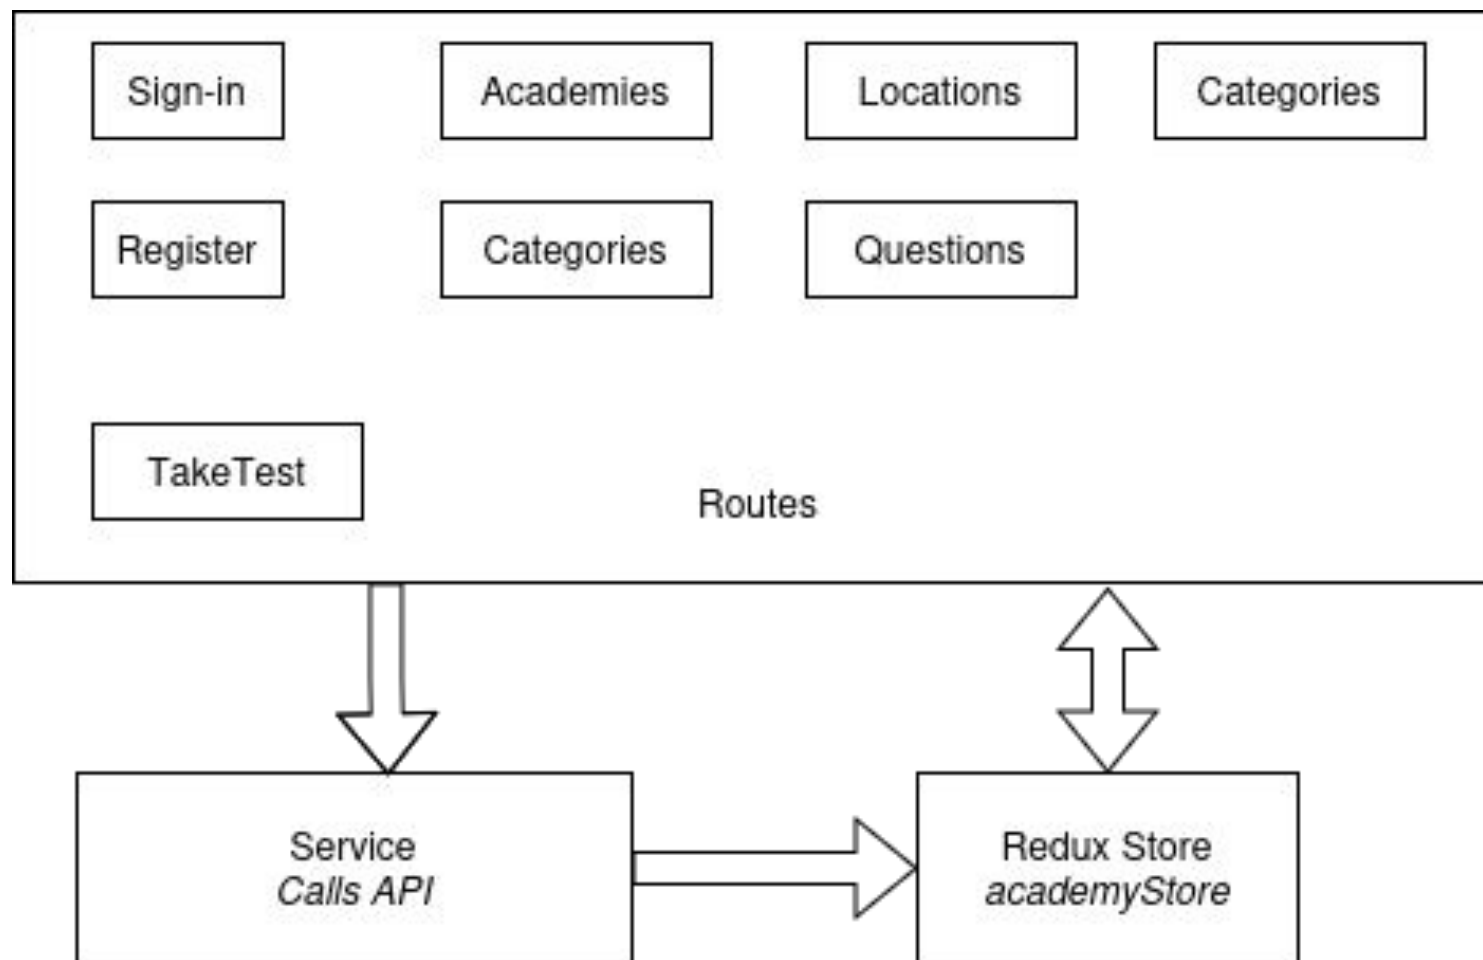 Sign-in
Academies
Locations
Categories
Register
Categories
Questions
TakeTest
Routes
Service
Calls API
Redux Store
academyStore